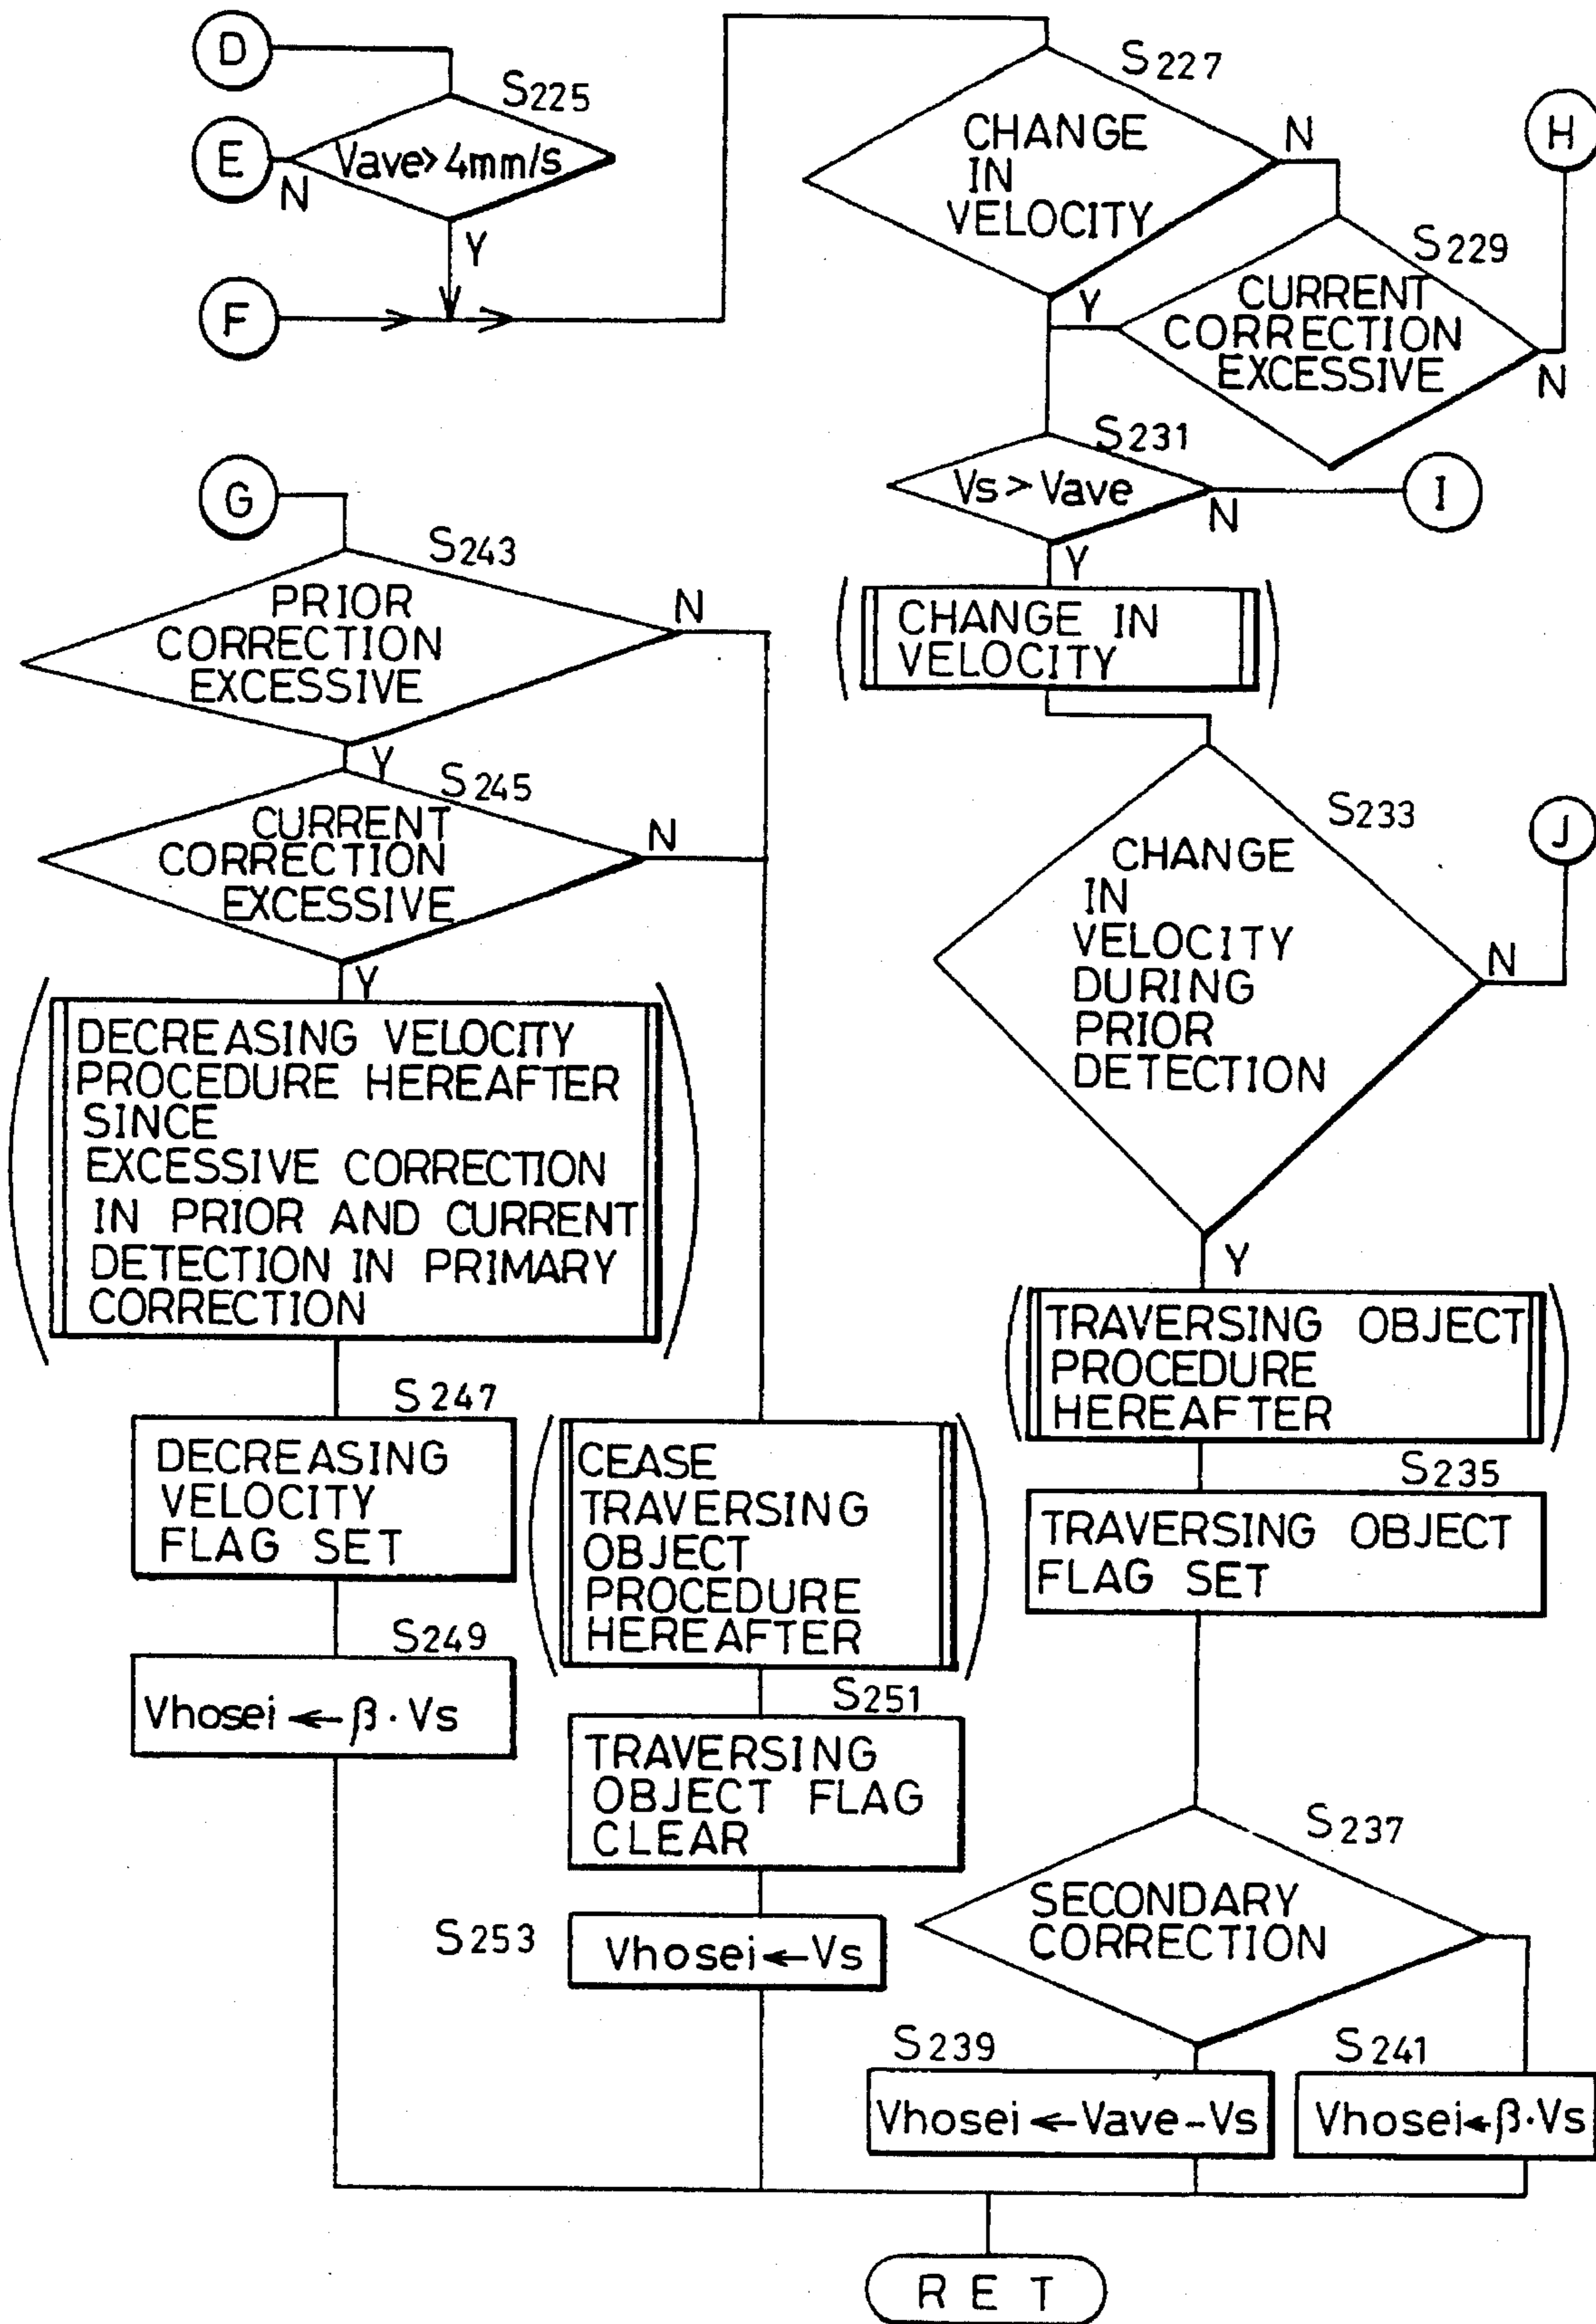 D
S225
E
Vave>4mm/s
N
Y
F
S227
CHANGE
IN
VELOCITY
N
Y
H
S229
CURRENT
CORRECTION
EXCESSIVE
N
S231
Vs > Vave
N
I
Y
CHANGE IN
VELOCITY
S233
CHANGE
IN
VELOCITY
DURING
PRIOR
DETECTION
N
J
Y
TRAVERSING OBJECT
PROCEDURE
HEREAFTER
S235
TRAVERSING OBJECT
FLAG SET
S237
SECONDARY
CORRECTION
S239
Vhosei ← Vave-Vs
S241
Vhosei ← β·Vs
G
S243
PRIOR
CORRECTION
EXCESSIVE
N
Y
S245
CURRENT
CORRECTION
EXCESSIVE
N
Y
DECREASING VELOCITY
PROCEDURE HEREAFTER
SINCE
EXCESSIVE CORRECTION
IN PRIOR AND CURRENT
DETECTION IN PRIMARY
CORRECTION
S247
DECREASING
VELOCITY
FLAG SET
S249
Vhosei ← β·Vs
CEASE
TRAVERSING
OBJECT
PROCEDURE
HEREAFTER
S251
TRAVERSING
OBJECT FLAG
CLEAR
S253
Vhosei ← Vs
RET